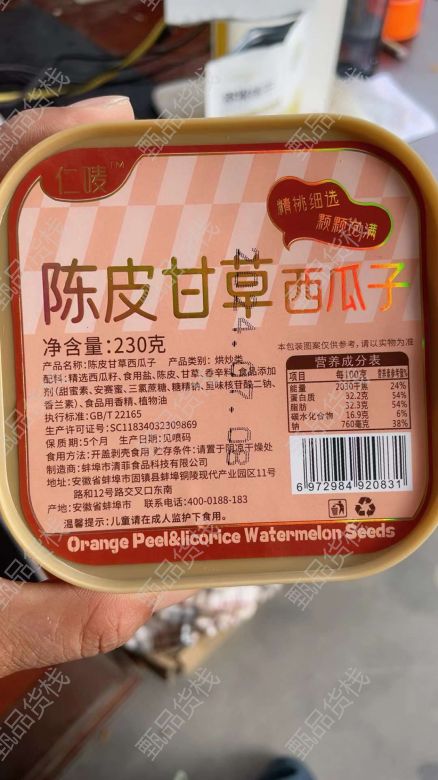 仁唛™
精挑细选
颗颗饱满
陈皮甘草西瓜子
净含量:230克
本包装图案仅供参考，请以实物为准
产品名称:陈皮甘草西瓜子 产品类别: 烘炒类
配料:精选西瓜籽、食用盐、陈皮、甘草、香辛料、食品添加
剂(甜蜜素、安赛蜜、三氯蔗糖、糖精钠、呈味核苷酸二钠、
香兰素)、食品用香精、植物油
执行标准:GB/T 22165
生产许可证号:SC11834032309869
保质期:5个月 生产日期:见喷码
食用方法:开盖剥壳食用 贮存条件:请置于阴凉干燥处
制造商:蚌埠市清菲食品科技有限公司
地址:安徽省蚌埠市固镇县蚌埠铜陵现代产业园区11号
路和12号路交叉口东南
产地:安徽省蚌埠市 联系电话:400-0188-183
温馨提示:儿童请在成人监护下食用。
营养成分表
项目 每100克 营养素参考值%
能量 2030千焦 24%
蛋白质 32.2克 54%
脂肪 32.3克 54%
碳水化合物 16.9克 6%
钠 760毫克 38%
6 972984 920831
Orange Peel&licorice Watermelon Seeds
甄品货栈